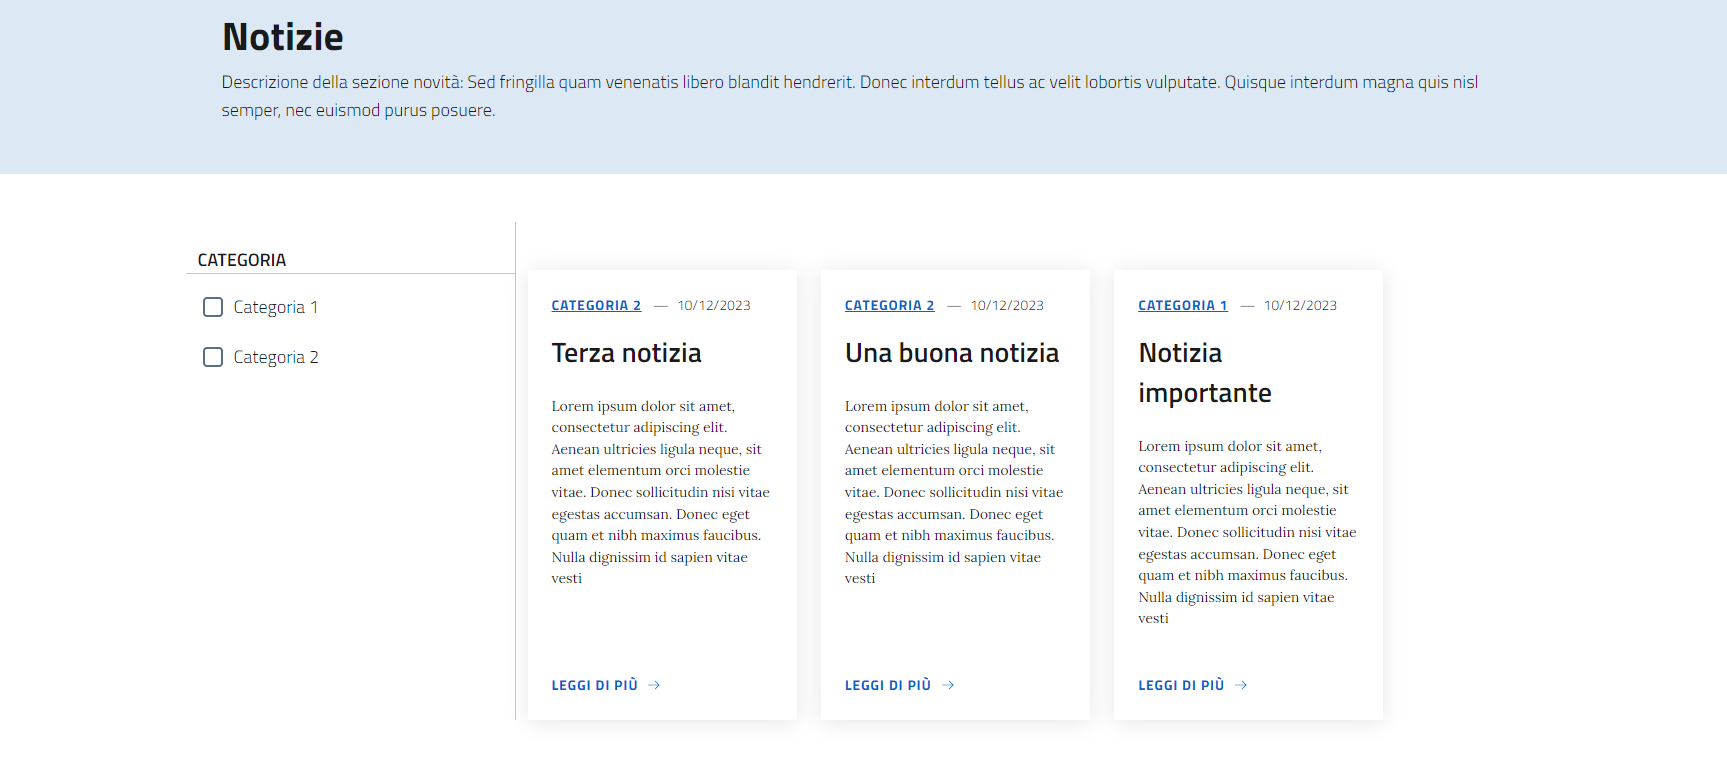 Notizie
Descrizione della sezione novità: Sed fringilla quam venenatis libero blandit hendrerit. Donec interdum tellus ac velit lobortis vulputate. Quisque interdum magna quis nisl
semper, nec euismod purus posuere.
CATEGORIA
Categoria 1
Categoria 2
CATEGORIA 2 — 10/12/2023
Terza notizia
Lorem ipsum dolor sit amet,
consectetur adipiscing elit.
Aenean ultricies ligula neque, sit
amet elementum orci molestie
vitae. Donec sollicitudin nisi vitae
egestas accumsan. Donec eget
quam et nibh maximus faucibus.
Nulla dignissim id sapien vitae
vesti
LEGGI DI PIÙ →
CATEGORIA 2 — 10/12/2023
Una buona notizia
Lorem ipsum dolor sit amet,
consectetur adipiscing elit.
Aenean ultricies ligula neque, sit
amet elementum orci molestie
vitae. Donec sollicitudin nisi vitae
egestas accumsan. Donec eget
quam et nibh maximus faucibus.
Nulla dignissim id sapien vitae
vesti
LEGGI DI PIÙ →
CATEGORIA 1 — 10/12/2023
Notizia
importante
Lorem ipsum dolor sit amet,
consectetur adipiscing elit.
Aenean ultricies ligula neque, sit
amet elementum orci molestie
vitae. Donec sollicitudin nisi vitae
egestas accumsan. Donec eget
quam et nibh maximus faucibus.
Nulla dignissim id sapien vitae
vesti
LEGGI DI PIÙ →